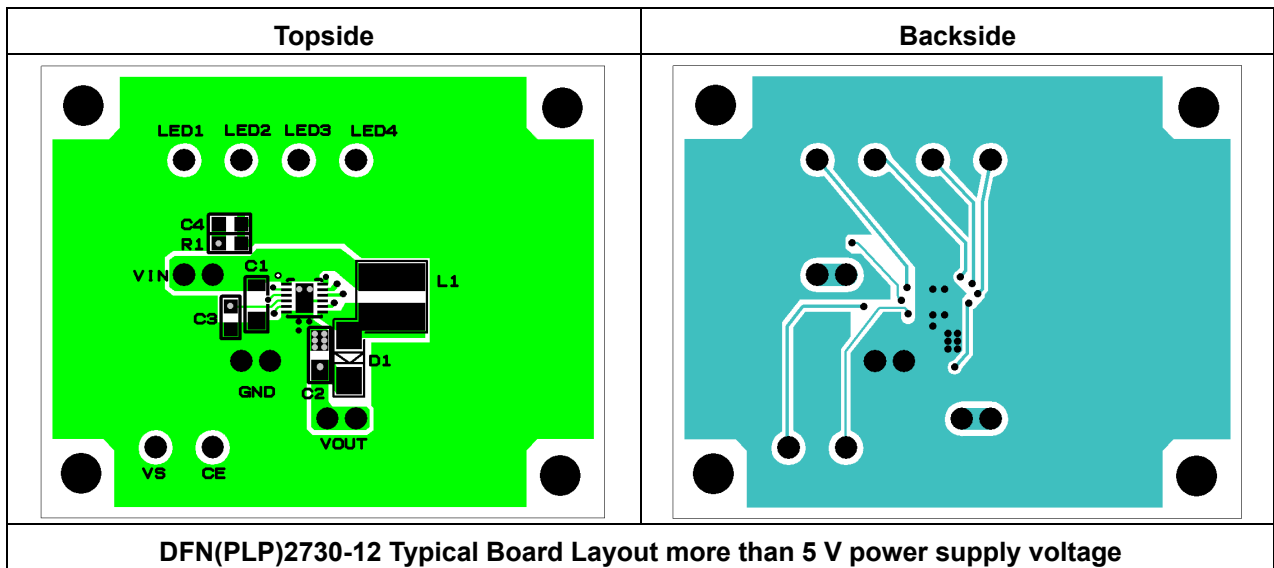 Topside
Backside
LED1 LED2 LED3 LED4
C4
R1
VIN
C1
L1
C3
D1
GND
C2
VOUT
VS CE
DFN(PLP)2730-12 Typical Board Layout more than 5 V power supply voltage